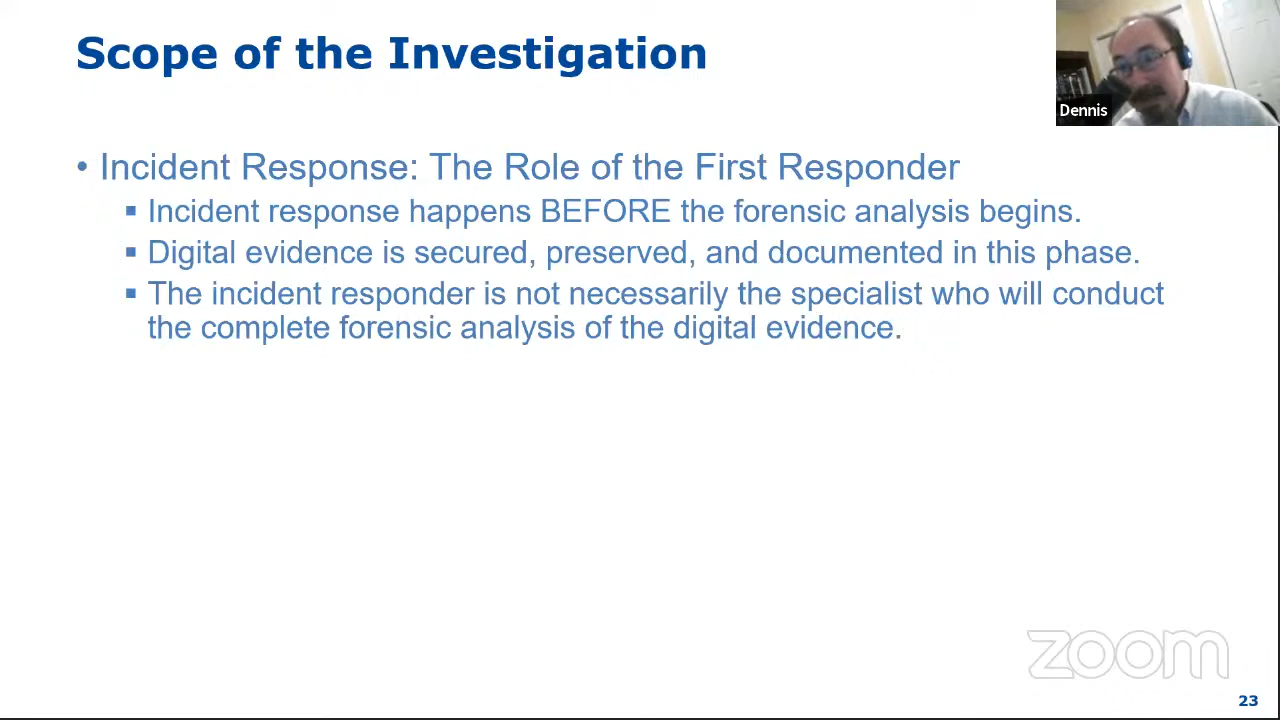 Scope of the Investigation
Dennis
• Incident Response: The Role of the First Responder
▪ Incident response happens BEFORE the forensic analysis begins.
▪ Digital evidence is secured, preserved, and documented in this phase.
▪ The incident responder is not necessarily the specialist who will conduct
the complete forensic analysis of the digital evidence.
zoom
23